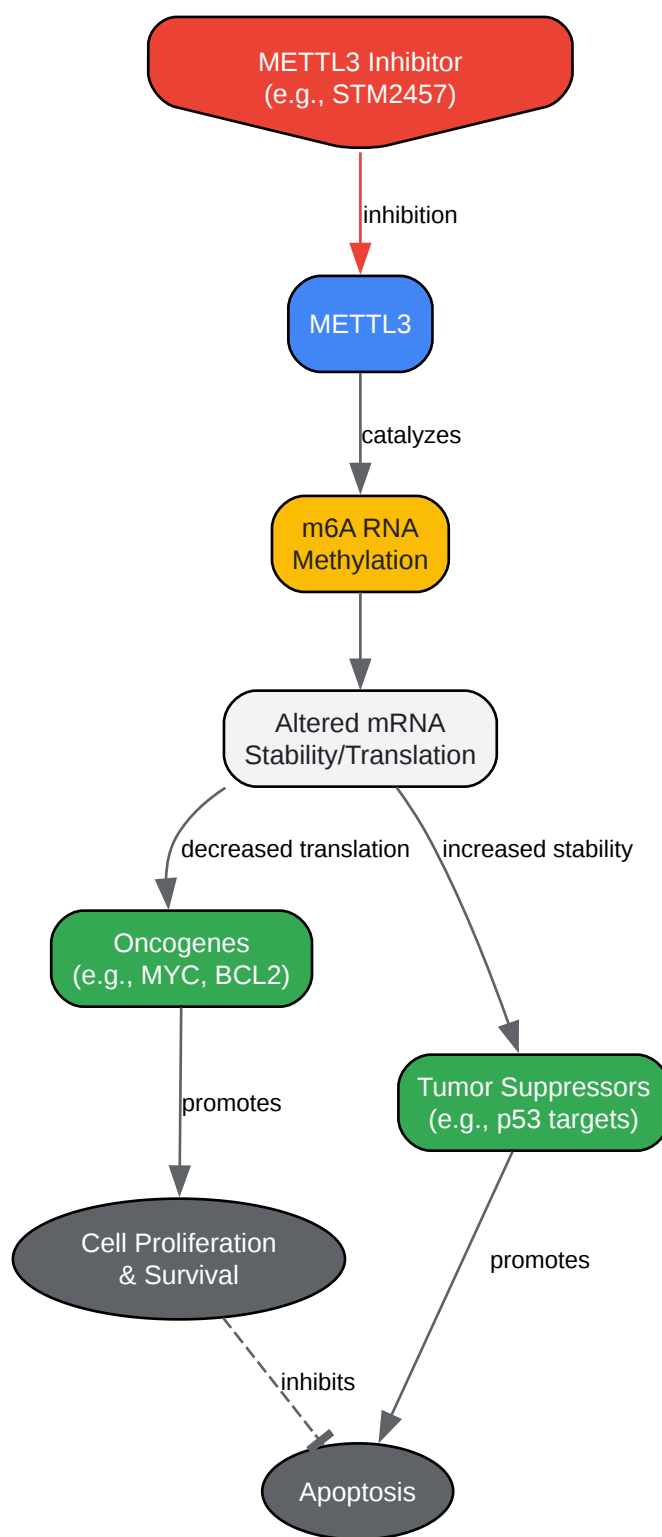 METTL3 Inhibitor
(e.g., STM2457)
inhibition
METTL3
catalyzes
m6A RNA
Methylation
Altered mRNA
Stability/Translation
decreased translation
increased stability
Oncogenes
(e.g., MYC, BCL2)
Tumor Suppressors
(e.g., p53 targets)
promotes
Cell Proliferation
& Survival
promotes
inhibits
Apoptosis